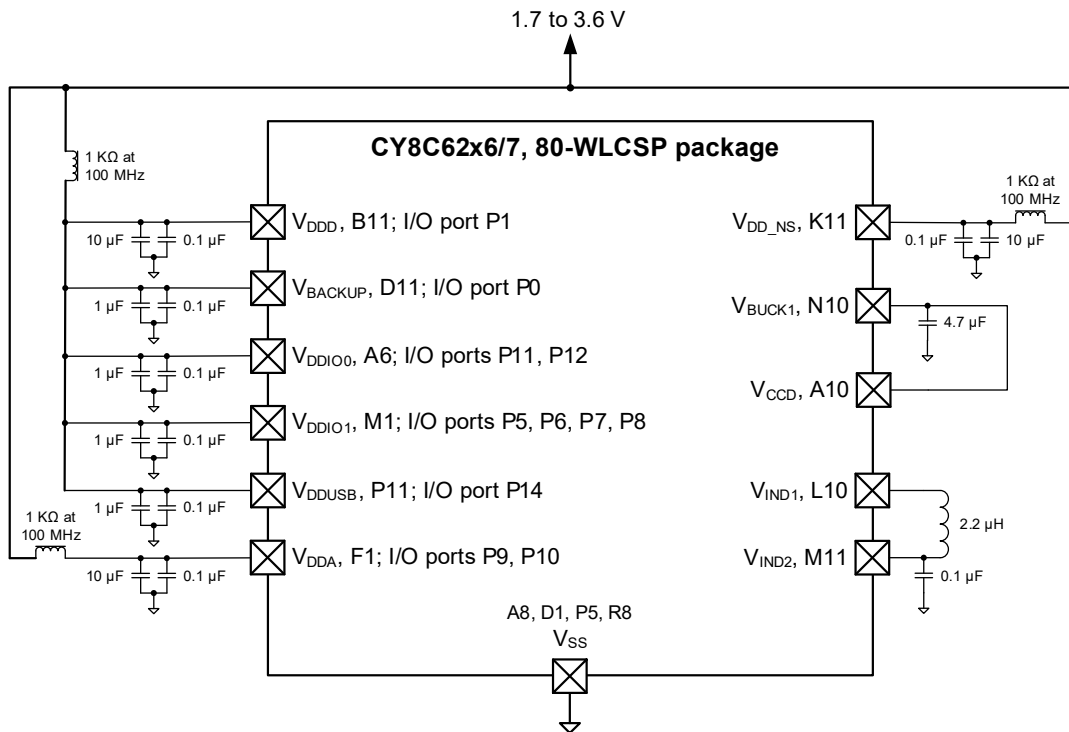 1.7 to 3.6 V
CY8C62x6/7, 80-WLCSP package
1 KΩ at
100 MHz
10 µF
0.1 µF
VDDD, B11; I/O port P1
1 µF
0.1 µF
VBACKUP, D11; I/O port P0
1 µF
0.1 µF
VDDIO0, A6; I/O ports P11, P12
1 µF
0.1 µF
VDDIO1, M1; I/O ports P5, P6, P7, P8
1 µF
0.1 µF
VDDUSB, P11; I/O port P14
1 KΩ at
100 MHz
10 µF
0.1 µF
VDDA, F1; I/O ports P9, P10
VDD_NS, K11
0.1 µF
10 µF
1 KΩ at
100 MHz
VBUCK1, N10
4.7 µF
VCCD, A10
VIND1, L10
2.2 µH
VIND2, M11
0.1 µF
A8, D1, P5, R8
VSS